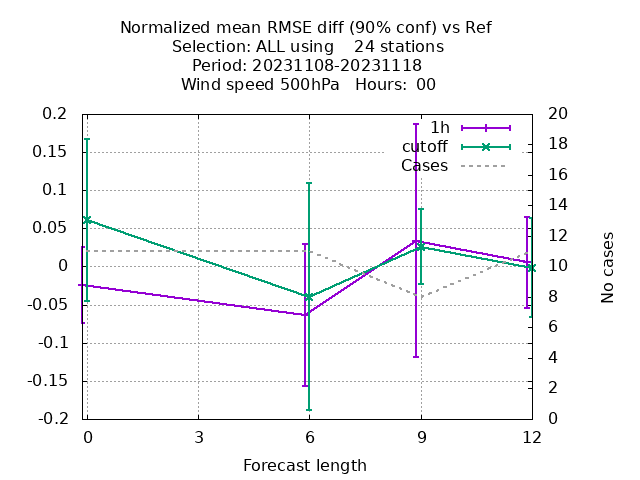 Normalized mean RMSE diff (90% conf) vs Ref
Selection: ALL using    24 stations
Period: 20231108-20231118
Wind speed 500hPa   Hours:  00
0.2
0.15
0.1
0.05
0
-0.05
-0.1
-0.15
-0.2
1h
cutoff
Cases
20
18
16
14
12
10
8
6
4
2
0
No cases
0 3 6 9 12
Forecast length